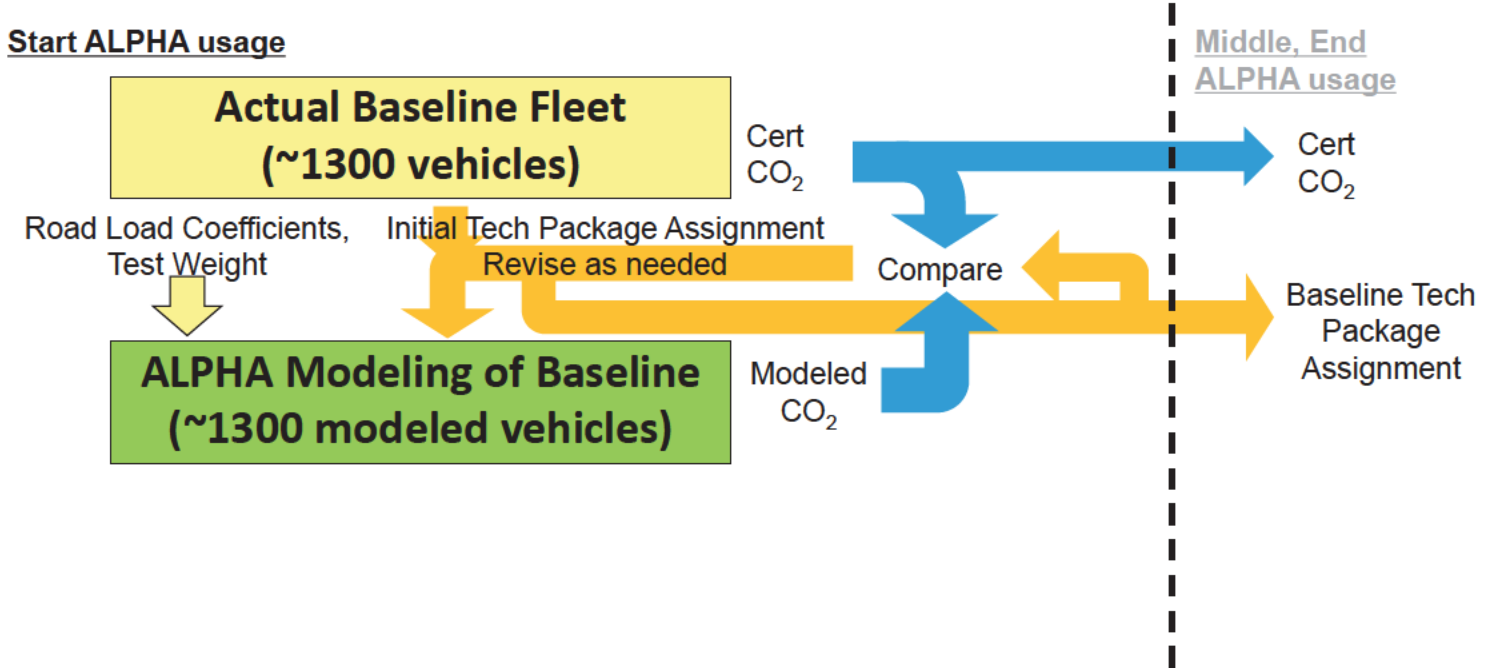 Start ALPHA usage
Middle, End
ALPHA usage
Actual Baseline Fleet
(~1300 vehicles)
Cert
CO₂
Cert
CO₂
Road Load Coefficients,
Test Weight
Initial Tech Package Assignment
Revise as needed
Compare
Baseline Tech
Package
Assignment
ALPHA Modeling of Baseline
(~1300 modeled vehicles)
Modeled
CO₂